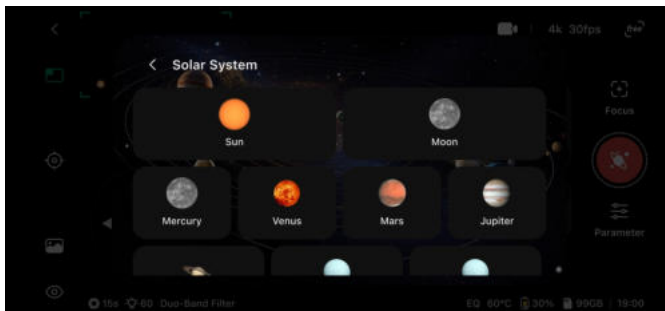 4k 30fps free
Solar System
Focus
Sun Moon
Mercury Venus Mars Jupiter
Parameter
15s 60 Duo-Band Filter EQ 60°C 30% 99GB 19:00